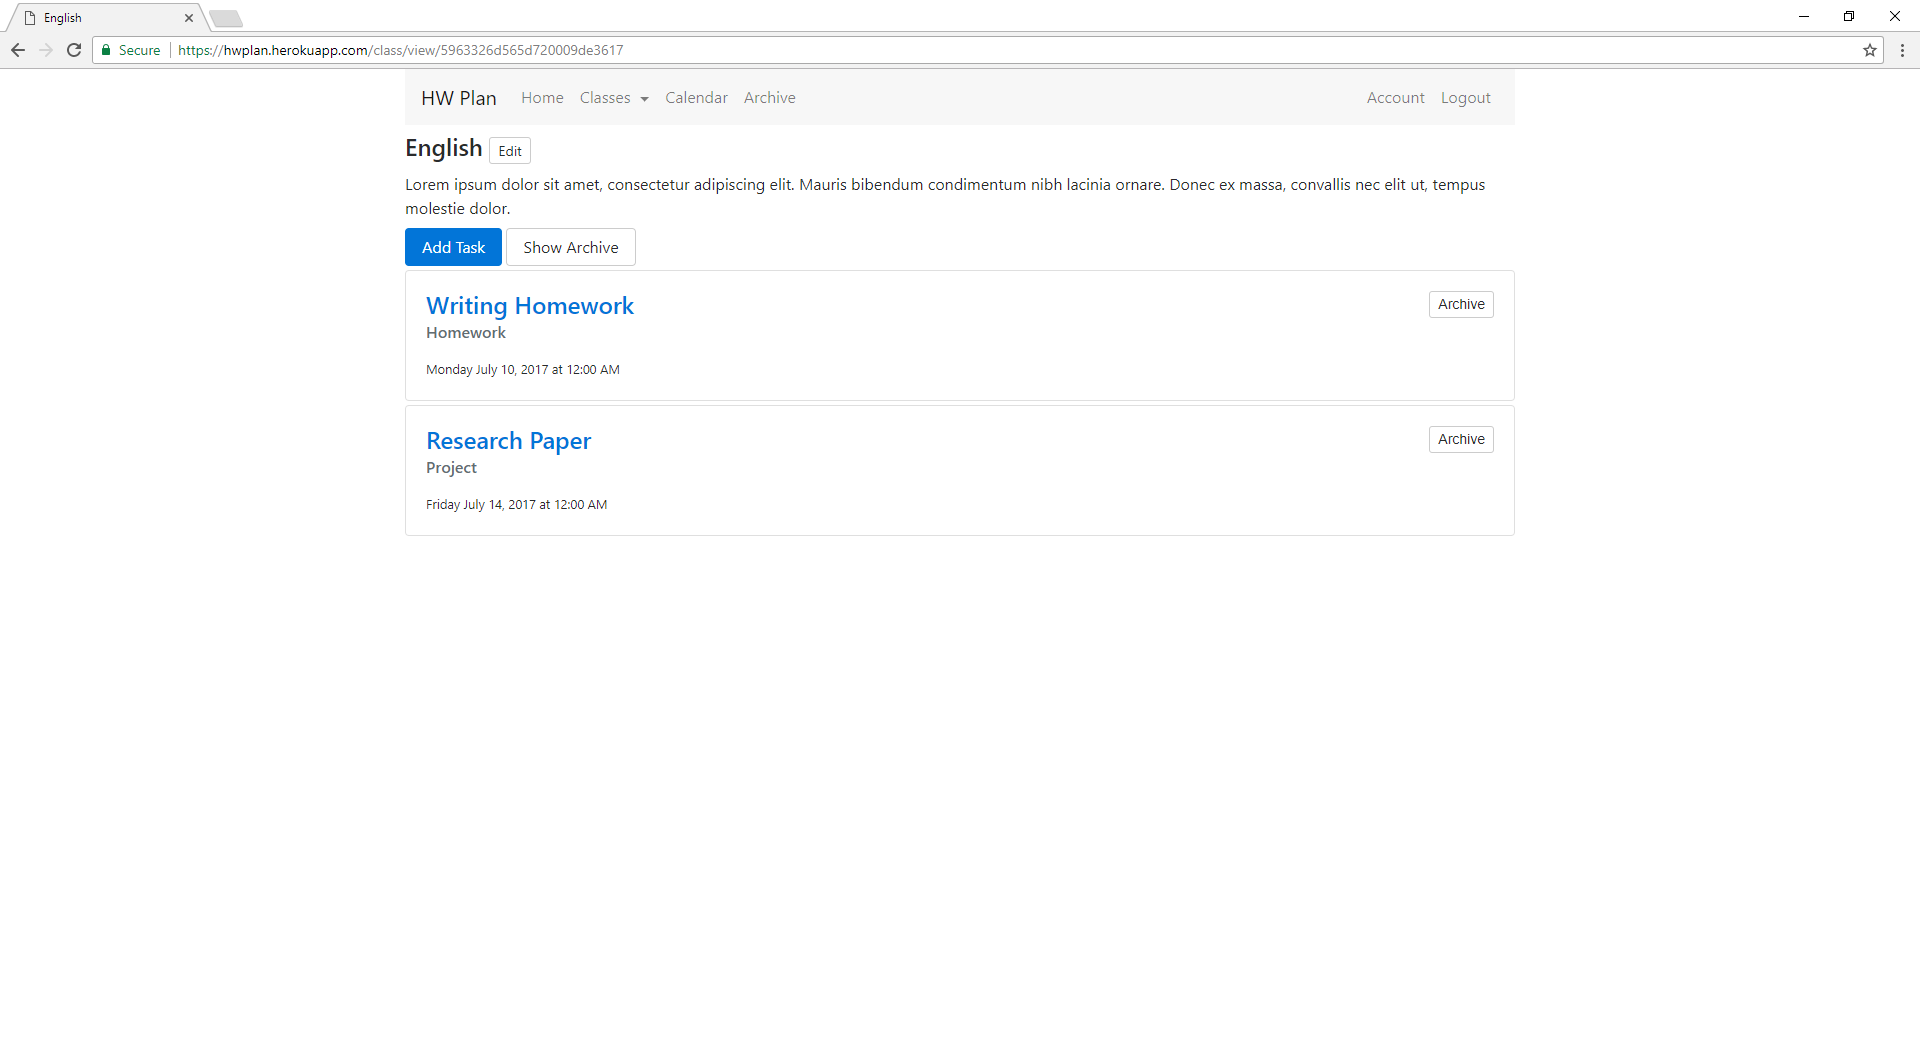 English
Secure https://hwplan.herokuapp.com/class/view/5963326d565d720009de3617
HW Plan Home Classes Calendar Archive Account Logout
English Edit
Lorem ipsum dolor sit amet, consectetur adipiscing elit. Mauris bibendum condimentum nibh lacinia ornare. Donec ex massa, convallis nec elit ut, tempus
molestie dolor.
Add Task Show Archive
Writing Homework Archive
Homework
Monday July 10, 2017 at 12:00 AM
Research Paper Archive
Project
Friday July 14, 2017 at 12:00 AM